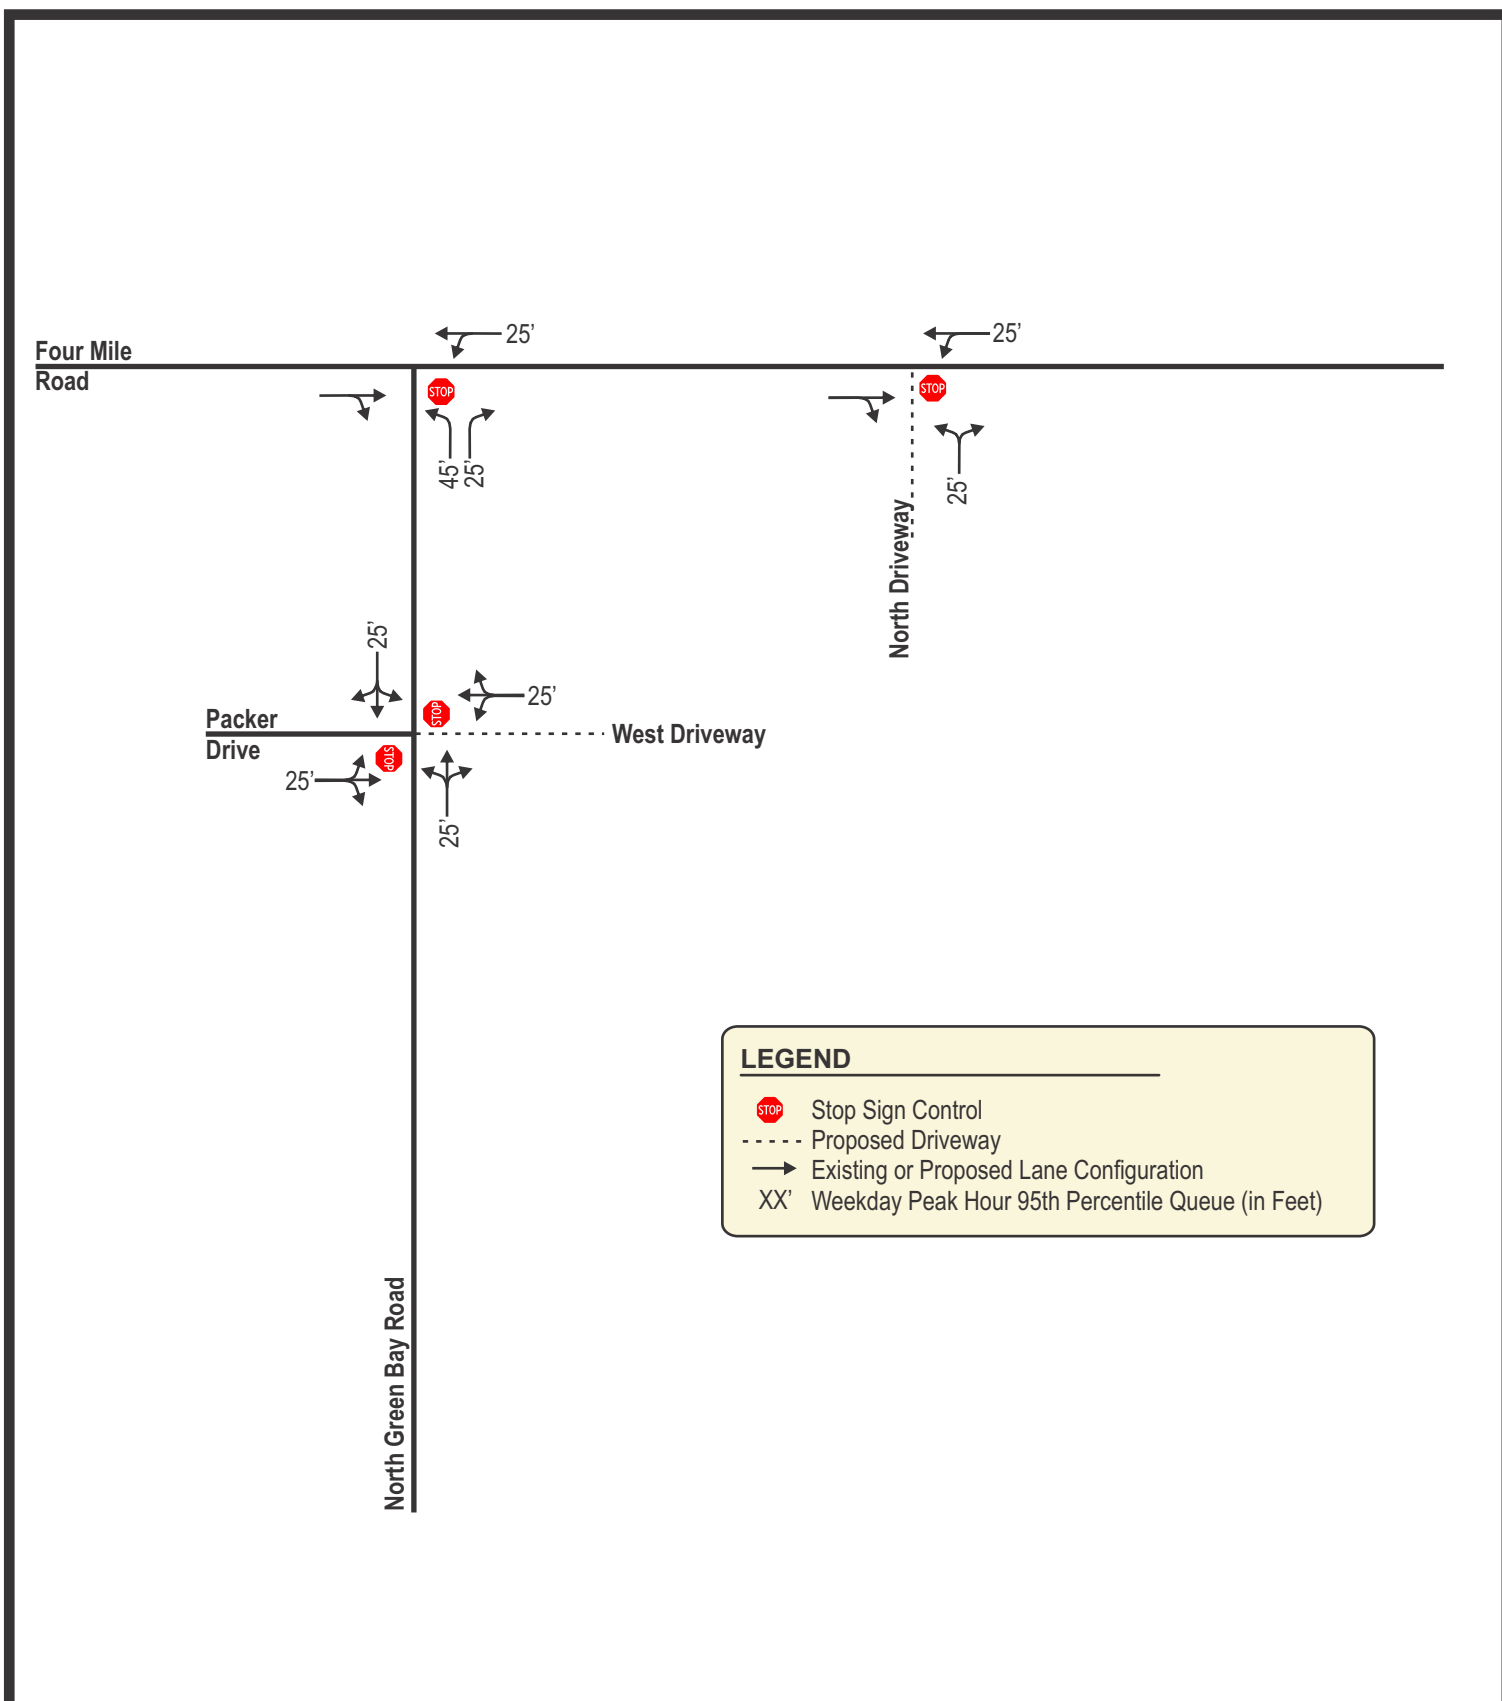 25’
25’
Four Mile
Road
STOP
STOP
45’
25’
25’
North Driveway
25’
STOP
25’
Packer
Drive
West Driveway
STOP
25’
25’
LEGEND
STOP Stop Sign Control
Proposed Driveway
Existing or Proposed Lane Configuration
XX’ Weekday Peak Hour 95th Percentile Queue (in Feet)
North Green Bay Road